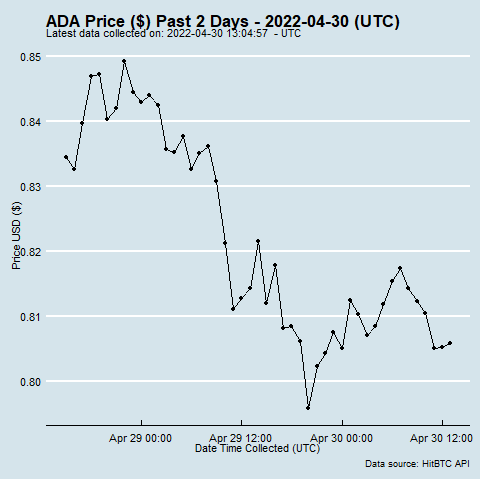 ADA Price ($) Past 2 Days - 2022-04-30 (UTC)
Latest data collected on: 2022-04-30 13:04:57 - UTC
0.85
0.84
0.83
0.82
0.81
0.80
Price USD ($)
Apr 29 00:00
Apr 29 12:00
Apr 30 00:00
Apr 30 12:00
Date Time Collected (UTC)
Data source: HitBTC API